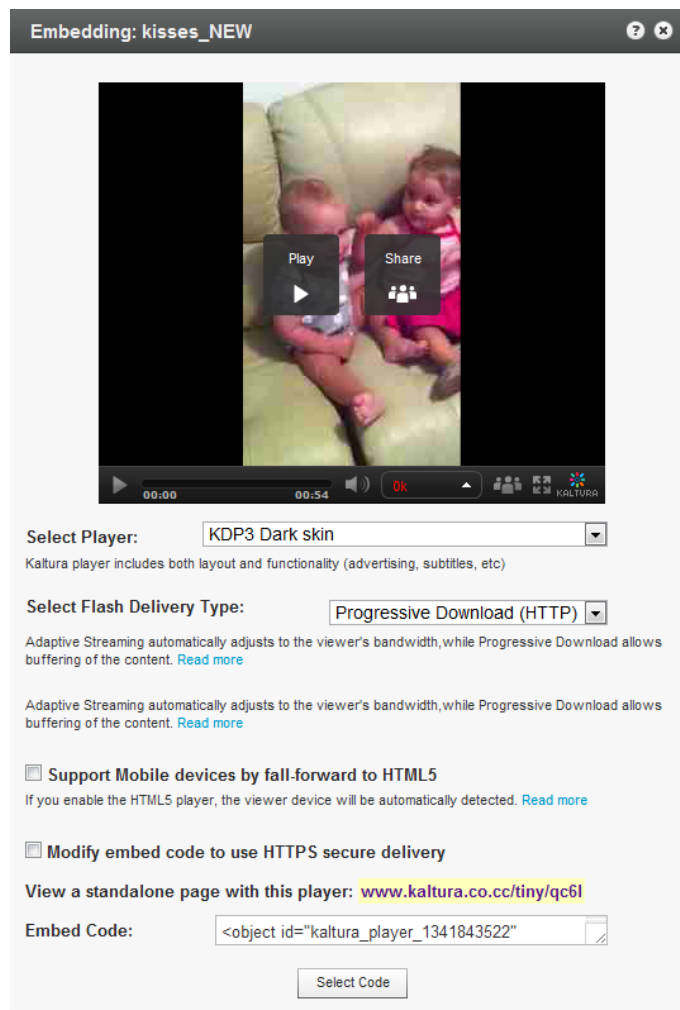 Embedding: kisses_NEW
Play
Share
00:00
00:54
0k
KALTURA
Select Player:
KDP3 Dark skin
Kaltura player includes both layout and functionality (advertising, subtitles, etc)
Select Flash Delivery Type:
Progressive Download (HTTP)
Adaptive Streaming automatically adjusts to the viewer's bandwidth,while Progressive Download allows
buffering of the content. Read more
Adaptive Streaming automatically adjusts to the viewer's bandwidth,while Progressive Download allows
buffering of the content. Read more
Support Mobile devices by fall-forward to HTML5
If you enable the HTML5 player, the viewer device will be automatically detected. Read more
Modify embed code to use HTTPS secure delivery
View a standalone page with this player: www.kaltura.co.cc/tiny/qc6l
Embed Code:
<object id="kaltura_player_1341843522"
Select Code